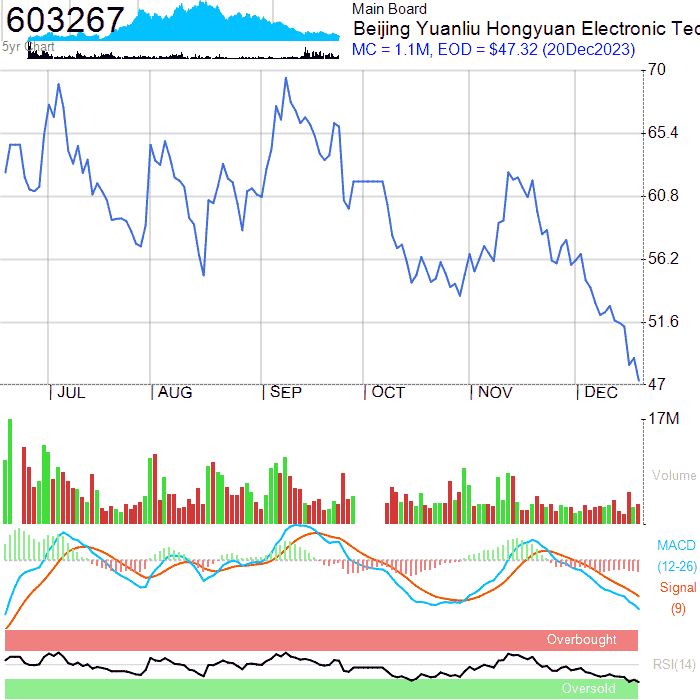 603267
Main Board
Beijing Yuanliu Hongyuan Electronic Tec
5yr Chart
MC = 1.1M, EOD = $47.32 (20Dec2023)
70
65.4
60.8
56.2
51.6
47
JUL AUG SEP OCT NOV DEC
17M
Volume
MACD
(12-26)
Signal
(9)
Overbought
RSI(14)
Oversold